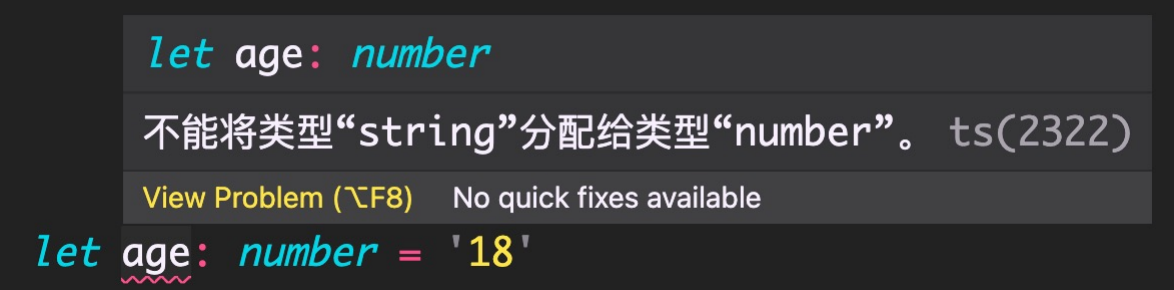 let age: number
不能将类型“string”分配给类型“number”。 ts(2322)
View Problem (⌥F8) No quick fixes available
let age: number = '18'